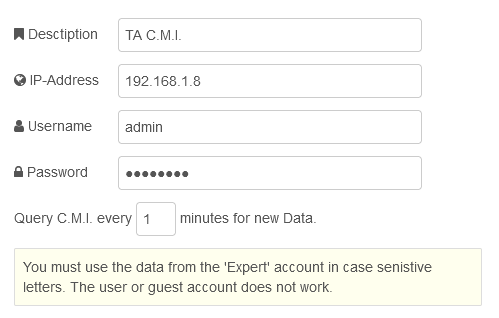 Desctiption TA C.M.I.
IP-Address 192.168.1.8
Username admin
Password ●●●●●●●●
Query C.M.I. every 1 minutes for new Data.
You must use the data from the 'Expert' account in case senistive
letters. The user or guest account does not work.